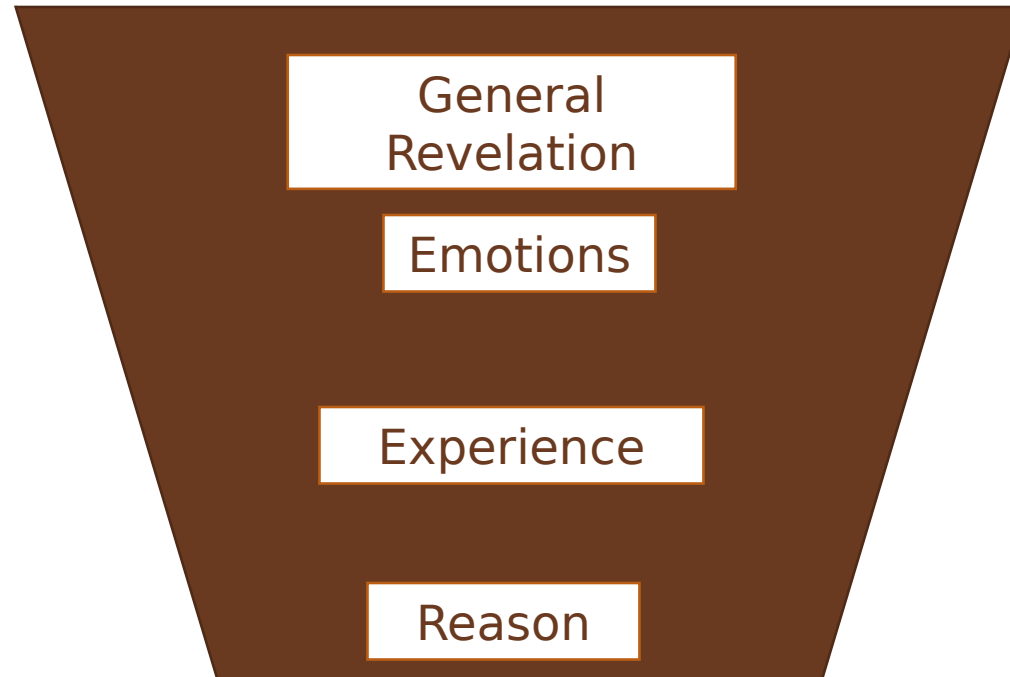 General
Revelation
Emotions
Experience
Reason